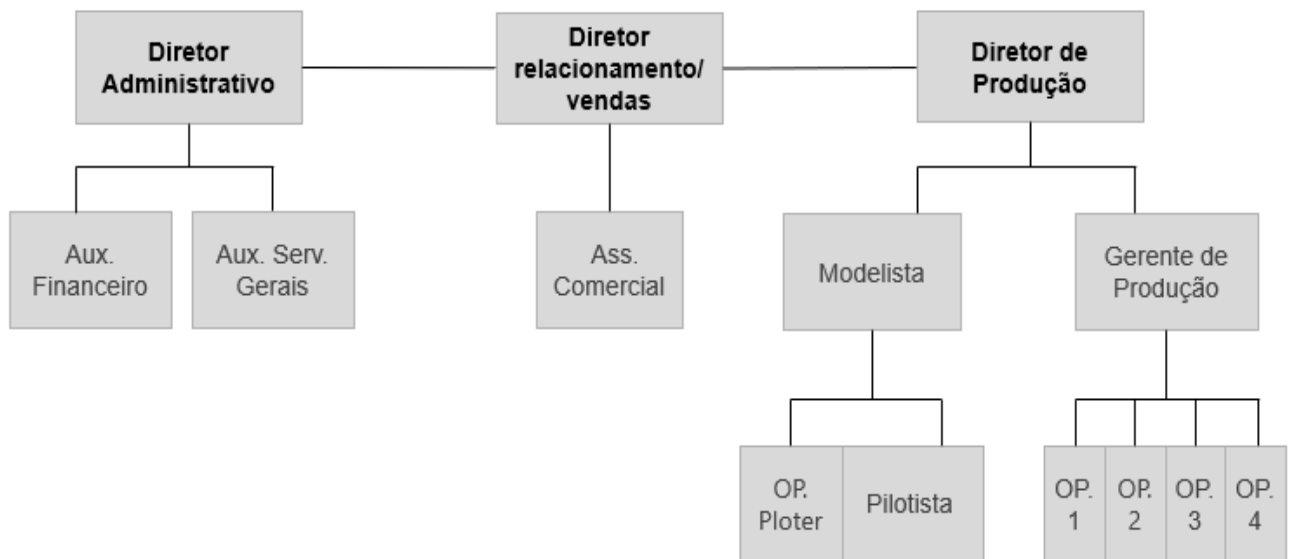 Diretor
Administrativo
Diretor
relacionamento/
vendas
Diretor de
Produção
Aux.
Financeiro
Aux. Serv.
Gerais
Ass.
Comercial
Modelista
Gerente de
Produção
OP.
Ploter
Pilotista
OP.
1
OP.
2
OP.
3
OP.
4